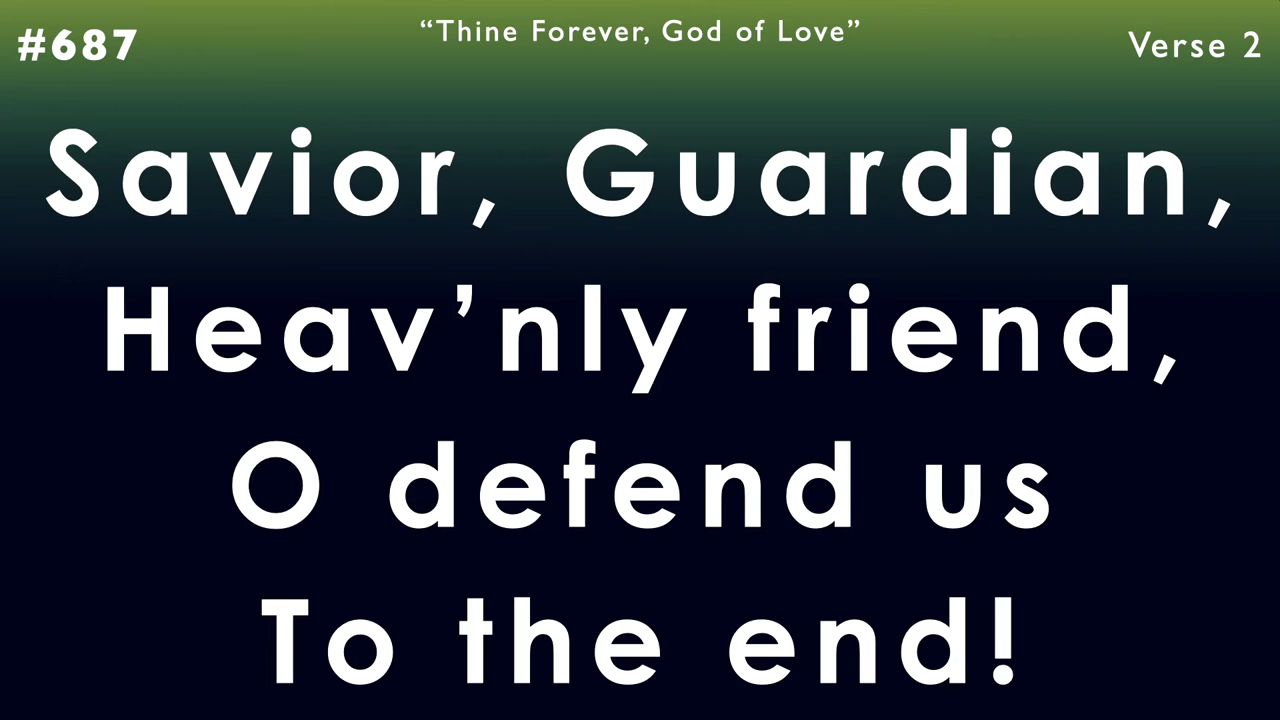 #687
“Thine Forever, God of Love”
Verse 2
Savior, Guardian,
Heav’nly friend,
O defend us
To the end!